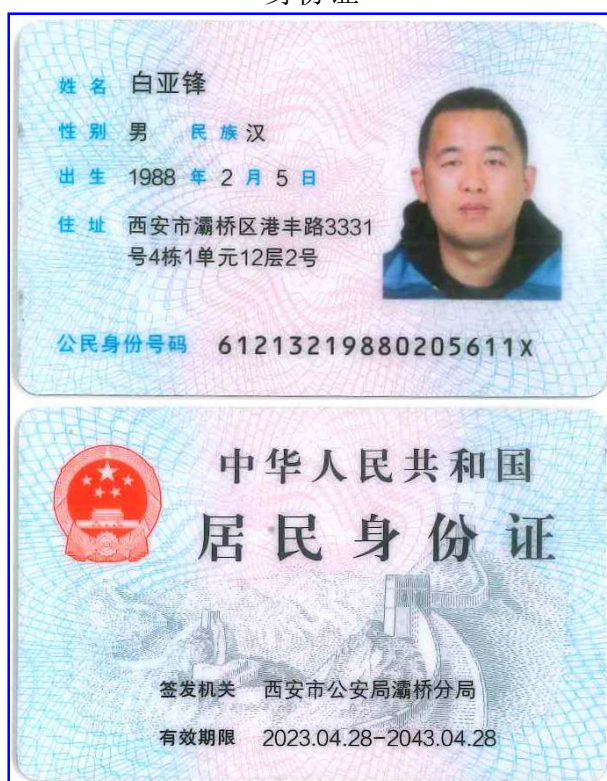 身份证
姓名 白亚锋
性别 男 民族 汉
出生 1988 年 2 月 5 日
住址 西安市灞桥区港丰路3331
号4栋1单元12层2号
公民身份号码 61213219880205611X
中华人民共和国
居民身份证
签发机关 西安市公安局灞桥分局
有效期限 2023.04.28-2043.04.28